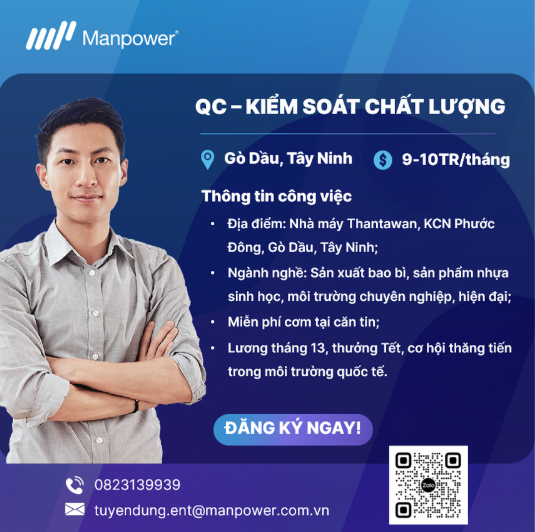 Manpower®
QC – KIỂM SOÁT CHẤT LƯỢNG
Gò Dầu, Tây Ninh
$ 9-10TR/tháng
Thông tin công việc
• Địa điểm: Nhà máy Thantawan, KCN Phước
Đông, Gò Dầu, Tây Ninh;
• Ngành nghề: Sản xuất bao bì, sản phẩm nhựa
sinh học, môi trường chuyên nghiệp, hiện đại;
• Miễn phí cơm tại căn tin;
• Lương tháng 13, thưởng Tết, cơ hội thăng tiến
trong môi trường quốc tế.
ĐĂNG KÝ NGAY!
Zalo
0823139939
tuyendung.ent@manpower.com.vn